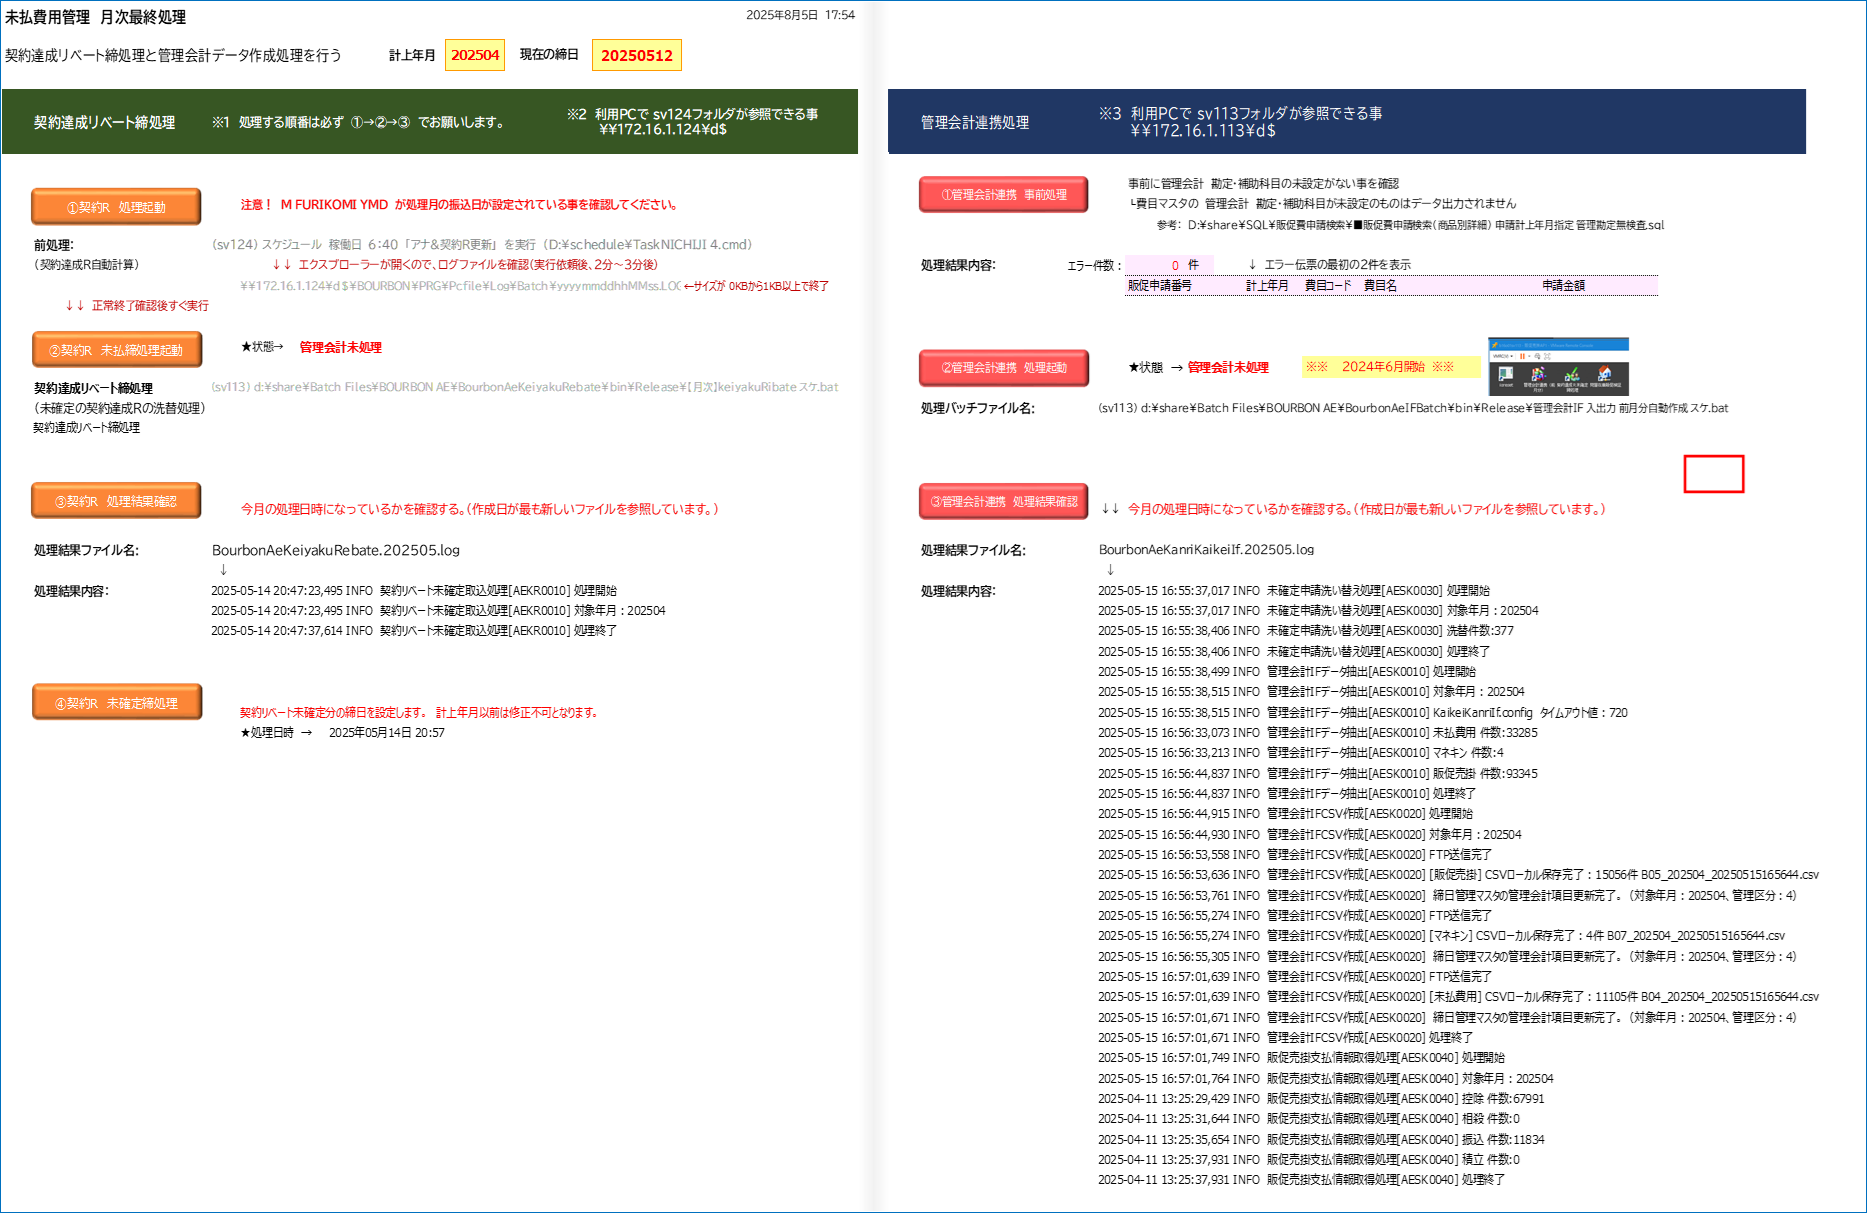 未払費用管理 月次最終処理
2025年8月5日 17:54
契約達成リベート締処理と管理会計データ作成処理を行う 計上年月 202504 現在の締日 20250512
契約達成リベート締処理 ※1 処理する順番は必ず ①→②→③ でお願いします。
※2 利用PCで sv124フォルダが参照できる事
¥¥172.16.1.124¥d$
①契約R 処理起動
注意！ M FURIKOMI YMD が処理月の振込日が設定されている事を確認してください。
前処理： (sv124) スケジュール 稼働日 6:40 「アナ&契約R更新」 を実行 (D:¥schedule¥TaskNICHIJI 4.cmd)
(契約達成R自動計算) ↓↓ エクスプローラーが開くので、ログファイルを確認(実行依頼後、2分～3分後)
¥¥172.16.1.124¥d$¥BOURBON¥PRG¥Pcfile¥Log¥Batch¥yyyymmddhhMMss.LOG ←サイズが 0KBから1KB以上で終了
↓↓ 正常終了確認後すぐ実行
②契約R 未払締処理起動
★状態→ 管理会計未処理
契約達成リベート締処理 (sv113) d:¥share¥Batch Files¥BOURBON AE¥BourbonAeKeiyakuRebate¥bin¥Release¥【月次】keiyakuRibate スケ.bat
(未確定の契約達成Rの洗替処理)
契約達成リベート締処理
③契約R 処理結果確認
今月の処理日時になっているかを確認する。(作成日が最も新しいファイルを参照しています。)
処理結果ファイル名： BourbonAeKeiyakuRebate.202505.log
↓
処理結果内容： 2025-05-14 20:47:23,495 INFO 契約リベート未確定取込処理[AEKR0010] 処理開始
2025-05-14 20:47:23,495 INFO 契約リベート未確定取込処理[AEKR0010] 対象年月：202504
2025-05-14 20:47:37,614 INFO 契約リベート未確定取込処理[AEKR0010] 処理終了
④契約R 未確定締処理
契約リベート未確定分の締日を設定します。 計上年月以前は修正不可となります。
★処理日時 → 2025年05月14日 20:57
管理会計連携処理
※3 利用PCで sv113フォルダが参照できる事
¥¥172.16.1.113¥d$
①管理会計連携 事前処理
事前に管理会計 勘定・補助科目の未設定がない事を確認
└費目マスタの 管理会計 勘定・補助科目が未設定のものはデータ出力されません
参考： D:¥share¥SQL¥販促費申請検索¥■販促費申請検索(商品別詳細) 申請計上年月指定 管理勘定無検査.sql
処理結果内容： エラー件数： 0 件 ↓ エラー伝票の最初の2件を表示
販促申請番号 計上年月 費目コード 費目名 申請金額
②管理会計連携 処理起動
★状態 → 管理会計未処理 ※※ 2024年6月開始 ※※
処理バッチファイル名： (sv113) d:¥share¥Batch Files¥BOURBON AE¥BourbonAeIFBatch¥bin¥Release¥管理会計IF 入出力 前月分自動作成 スケ.bat
③管理会計連携 処理結果確認
↓↓ 今月の処理日時になっているかを確認する。(作成日が最も新しいファイルを参照しています。)
処理結果ファイル名： BourbonAeKanriKaikeiIf.202505.log
↓
処理結果内容： 2025-05-15 16:55:37,017 INFO 未確定申請洗い替え処理[AESK0030] 処理開始
2025-05-15 16:55:37,017 INFO 未確定申請洗い替え処理[AESK0030] 対象年月：202504
2025-05-15 16:55:38,406 INFO 未確定申請洗い替え処理[AESK0030] 洗替件数:377
2025-05-15 16:55:38,406 INFO 未確定申請洗い替え処理[AESK0030] 処理終了
2025-05-15 16:55:38,499 INFO 管理会計IFデータ抽出[AESK0010] 処理開始
2025-05-15 16:55:38,515 INFO 管理会計IFデータ抽出[AESK0010] 対象年月：202504
2025-05-15 16:55:38,515 INFO 管理会計IFデータ抽出[AESK0010] KaikeiKanriIf.config タイムアウト値：720
2025-05-15 16:56:33,073 INFO 管理会計IFデータ抽出[AESK0010] 未払費用 件数:33285
2025-05-15 16:56:33,213 INFO 管理会計IFデータ抽出[AESK0010] マネキン 件数:4
2025-05-15 16:56:44,837 INFO 管理会計IFデータ抽出[AESK0010] 販促売掛 件数:93345
2025-05-15 16:56:44,837 INFO 管理会計IFデータ抽出[AESK0010] 処理終了
2025-05-15 16:56:44,915 INFO 管理会計IFCSV作成[AESK0020] 処理開始
2025-05-15 16:56:44,930 INFO 管理会計IFCSV作成[AESK0020] 対象年月：202504
2025-05-15 16:56:53,558 INFO 管理会計IFCSV作成[AESK0020] FTP送信完了
2025-05-15 16:56:53,636 INFO 管理会計IFCSV作成[AESK0020] [販促売掛] CSVローカル保存完了：15056件 B05_202504_20250515165644.csv
2025-05-15 16:56:53,761 INFO 管理会計IFCSV作成[AESK0020] 締日管理マスタの管理会計項目更新完了。（対象年月：202504、管理区分：4）
2025-05-15 16:56:55,274 INFO 管理会計IFCSV作成[AESK0020] FTP送信完了
2025-05-15 16:56:55,274 INFO 管理会計IFCSV作成[AESK0020] [マネキン] CSVローカル保存完了：4件 B07_202504_20250515165644.csv
2025-05-15 16:56:55,305 INFO 管理会計IFCSV作成[AESK0020] 締日管理マスタの管理会計項目更新完了。（対象年月：202504、管理区分：4）
2025-05-15 16:57:01,639 INFO 管理会計IFCSV作成[AESK0020] FTP送信完了
2025-05-15 16:57:01,639 INFO 管理会計IFCSV作成[AESK0020] [未払費用] CSVローカル保存完了：11105件 B04_202504_20250515165644.csv
2025-05-15 16:57:01,671 INFO 管理会計IFCSV作成[AESK0020] 締日管理マスタの管理会計項目更新完了。（対象年月：202504、管理区分：4）
2025-05-15 16:57:01,671 INFO 管理会計IFCSV作成[AESK0020] 処理終了
2025-05-15 16:57:01,749 INFO 販促売掛支払情報取得処理[AESK0040] 処理開始
2025-05-15 16:57:01,764 INFO 販促売掛支払情報取得処理[AESK0040] 対象年月：202504
2025-04-11 13:25:29,429 INFO 販促売掛支払情報取得処理[AESK0040] 控除 件数:67991
2025-04-11 13:25:31,644 INFO 販促売掛支払情報取得処理[AESK0040] 相殺 件数:0
2025-04-11 13:25:35,654 INFO 販促売掛支払情報取得処理[AESK0040] 振込 件数:11834
2025-04-11 13:25:37,931 INFO 販促売掛支払情報取得処理[AESK0040] 積立 件数:0
2025-04-11 13:25:37,931 INFO 販促売掛支払情報取得処理[AESK0040] 処理終了